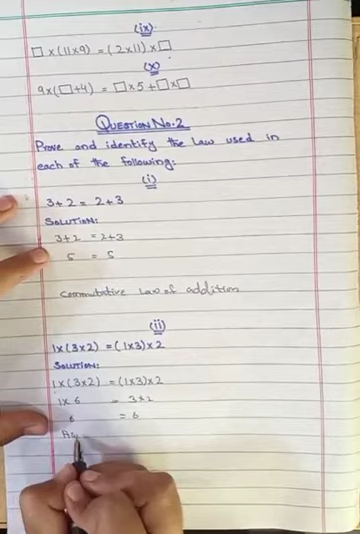 (ix)
□ x (11x9) = (2x11) x □
(x)
9x(□+4) = □x5+□x□
Question No.2
Prove and identify the Law used in
each of the following:
(i)
3+2 = 2+3
Solution:
3+2 = 2+3
5 = 5
Commutative Law of addition
(ii)
1x(3x2) = (1x3)x2
Solution:
1x(3x2) = (1x3)x2
1x6 = 3x2
6 = 6